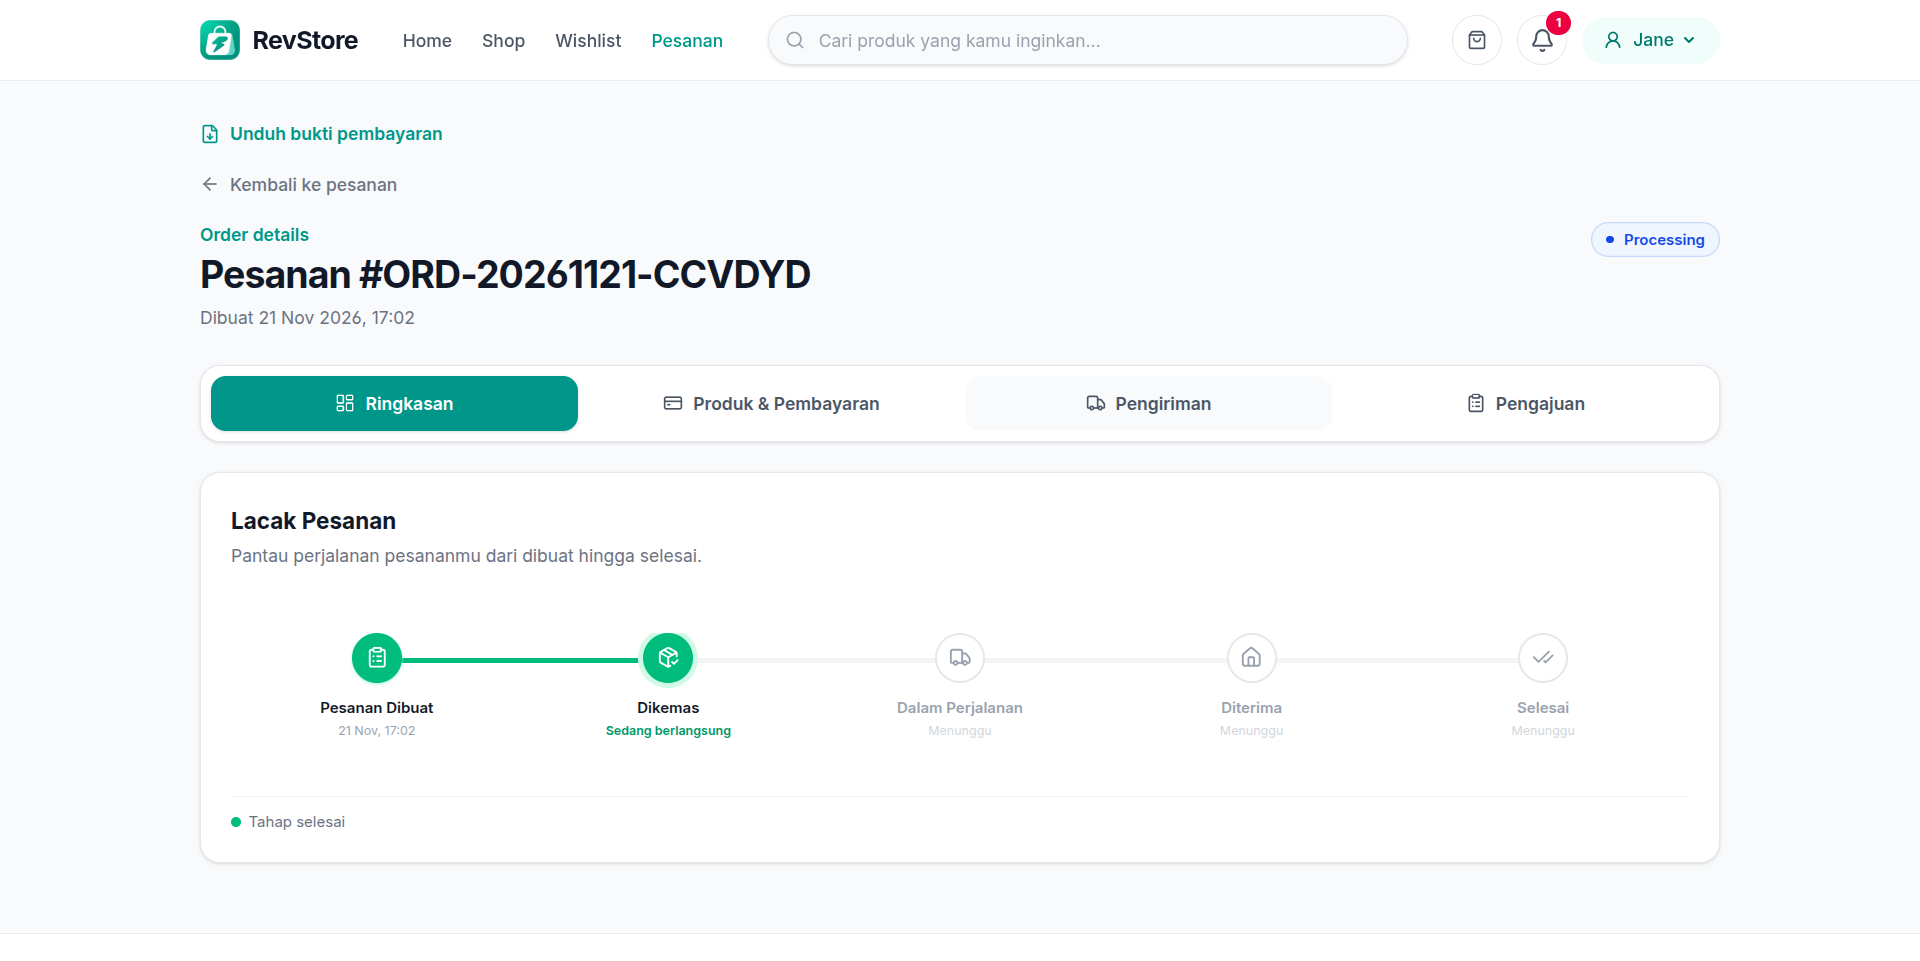 RevStore
Home
Shop
Wishlist
Pesanan
Cari produk yang kamu inginkan...
1
Jane
Unduh bukti pembayaran
Kembali ke pesanan
Order details
Processing
Pesanan #ORD-20261121-CCVDYD
Dibuat 21 Nov 2026, 17:02
Ringkasan
Produk & Pembayaran
Pengiriman
Pengajuan
Lacak Pesanan
Pantau perjalanan pesananmu dari dibuat hingga selesai.
Pesanan Dibuat
21 Nov, 17:02
Dikemas
Sedang berlangsung
Dalam Perjalanan
Menunggu
Diterima
Menunggu
Selesai
Menunggu
Tahap selesai